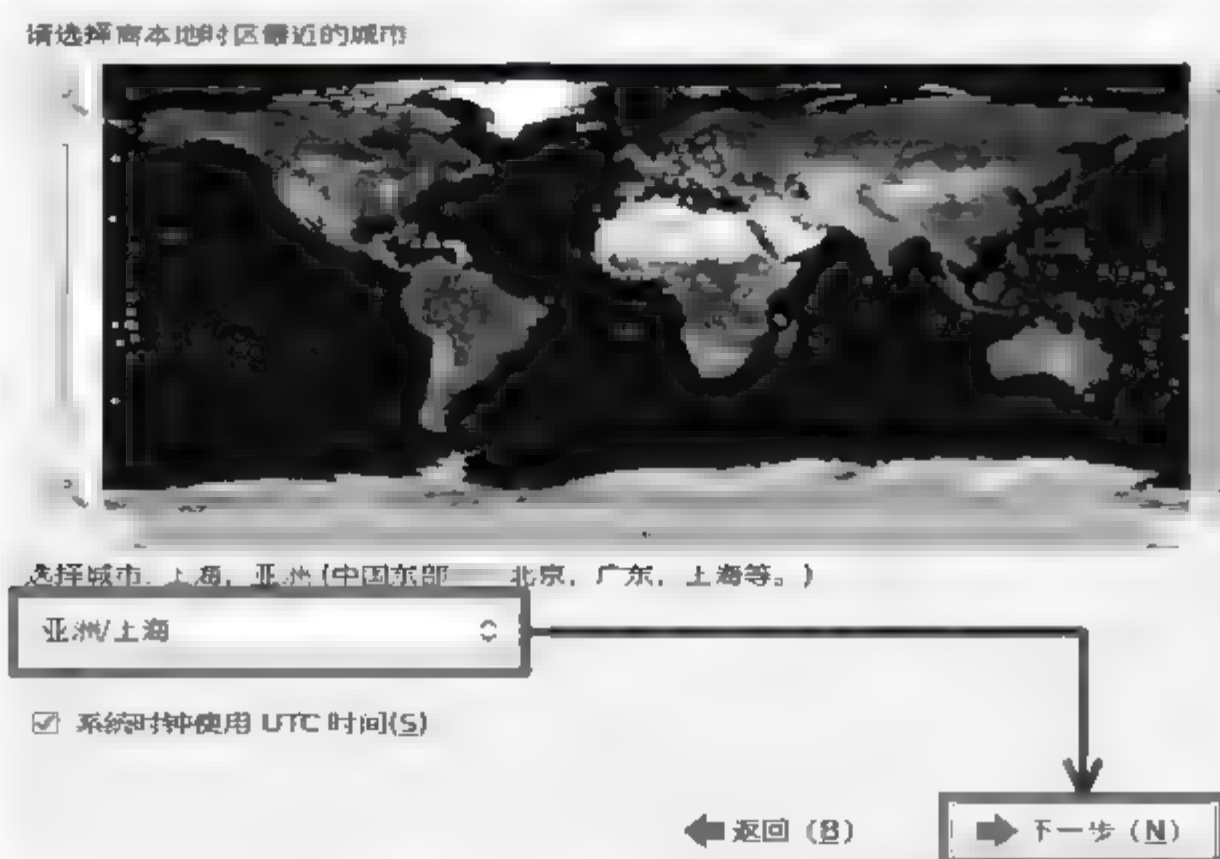 请选择离本地时区最近的城市
选择城市. 上海, 亚洲(中国东部——北京, 广东, 上海等。)
亚洲/上海
系统时钟使用 UTC 时间(S)
返回 (B)
下一步 (N)